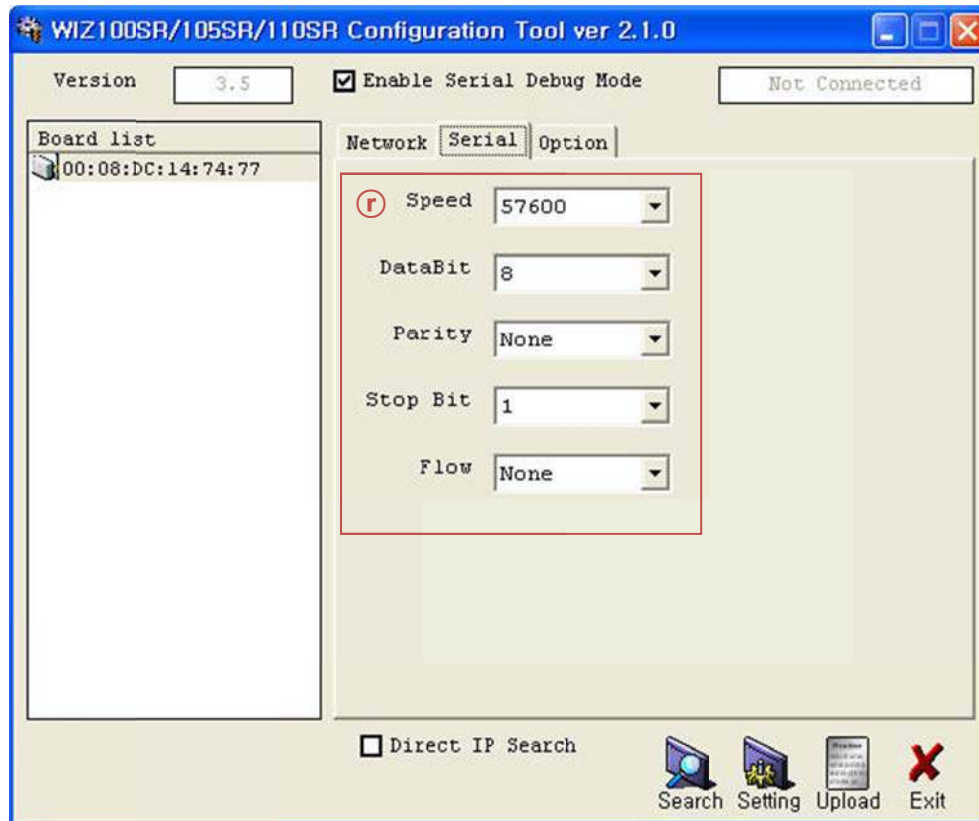 WIZ100SR/105SR/110SR Configuration Tool ver 2.1.0
Version 3.5 Enable Serial Debug Mode Not Connected
Board list
00:08:DC:14:74:77
Network Serial Option
ⓡ Speed 57600
DataBit 8
Parity None
Stop Bit 1
Flow None
Direct IP Search
Search Setting Upload Exit